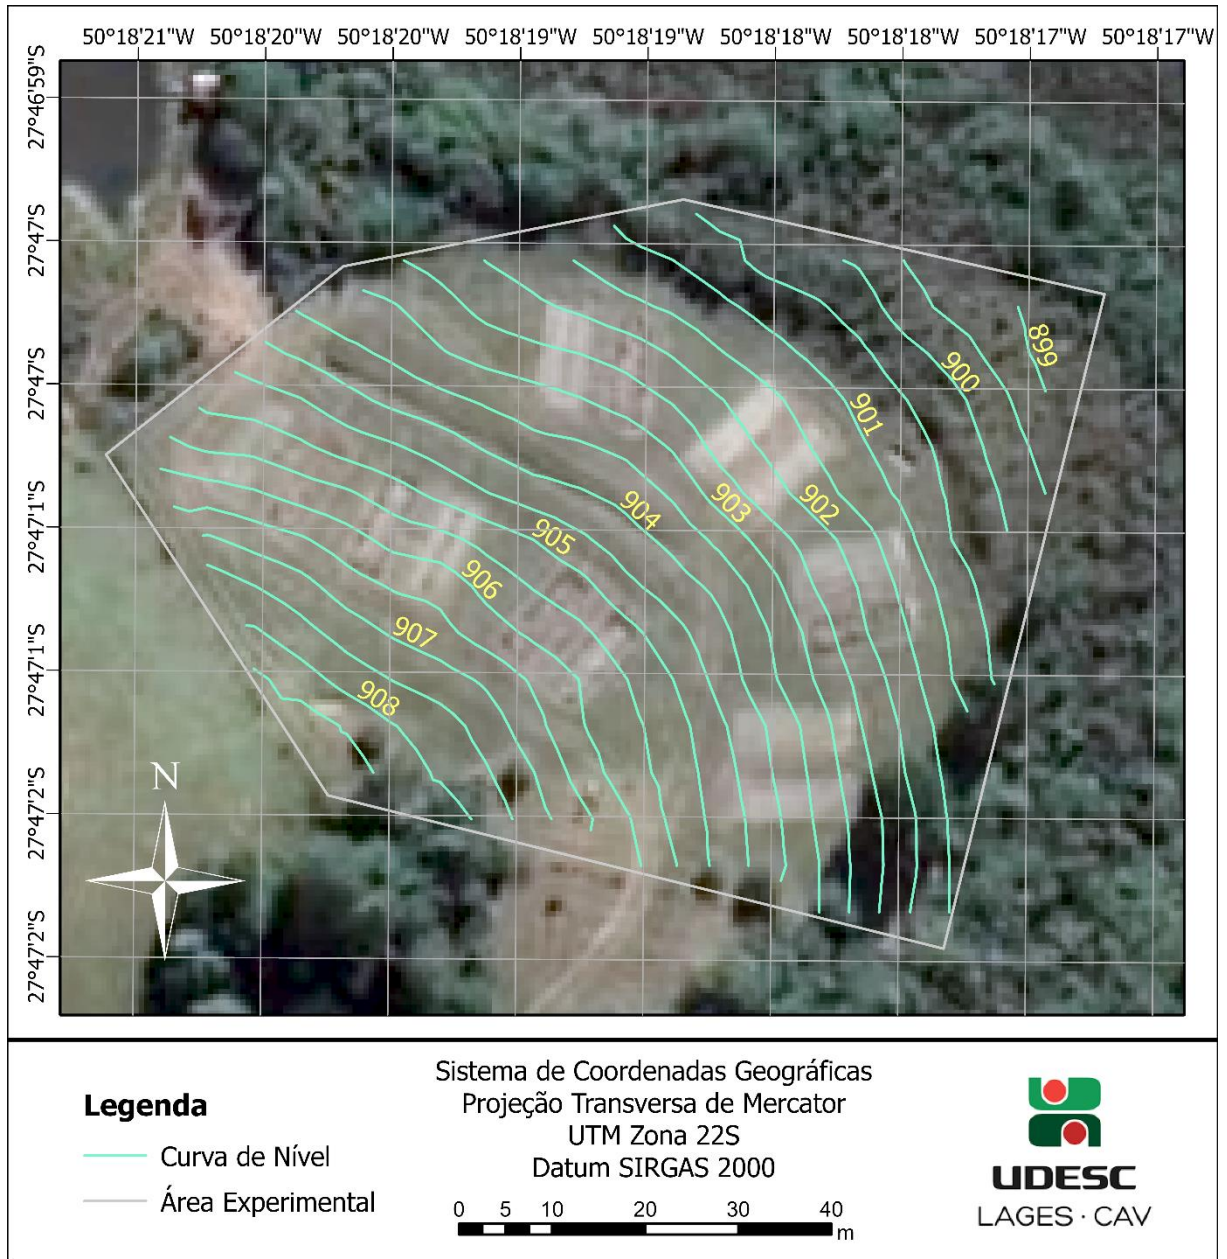 50°18'21"W 50°18'20"W 50°18'20"W 50°18'19"W 50°18'19"W 50°18'18"W 50°18'18"W 50°18'17"W 50°18'17"W
27°46'59"S
27°47'S
27°47'S
27°47'1"S
27°47'1"S
27°47'2"S
27°47'2"S
899
900
901
902
903
904
905
906
907
908
N
Legenda
Curva de Nível
Área Experimental
Sistema de Coordenadas Geográficas
Projeção Transversa de Mercator
UTM Zona 22S
Datum SIRGAS 2000
0 5 10 20 30 40
m
UDESC
LAGES · CAV